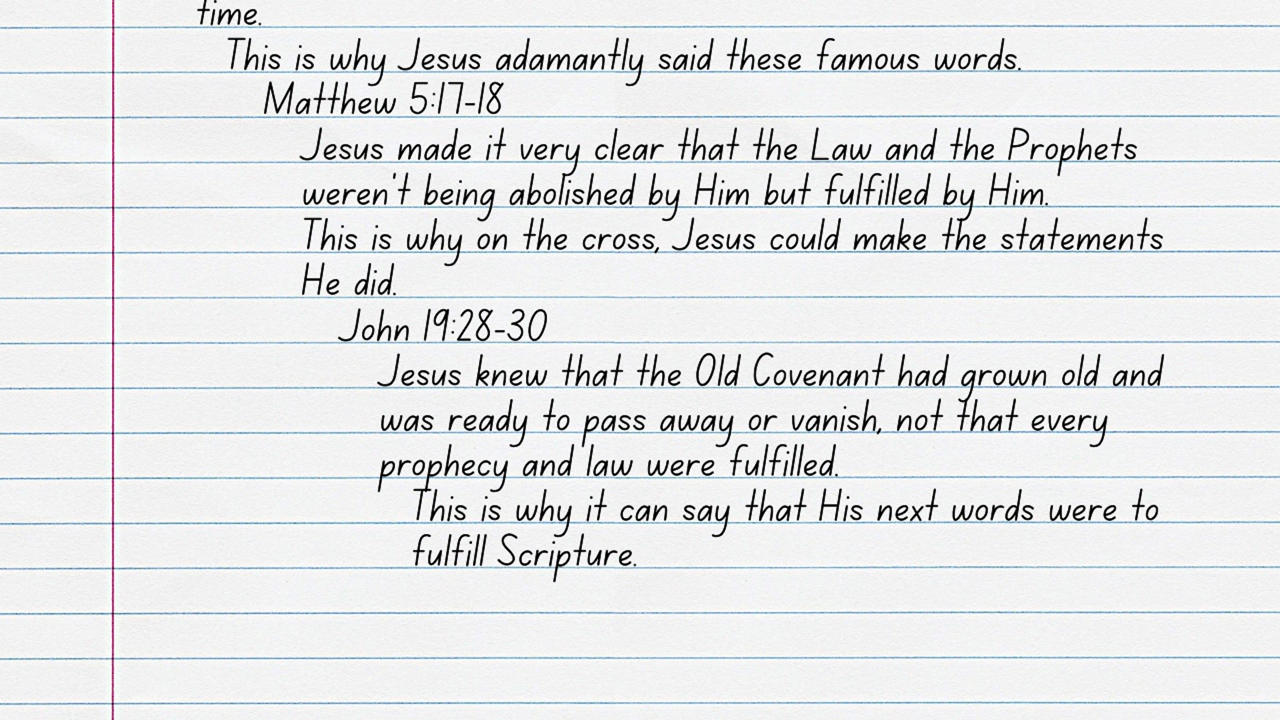 time.
This is why Jesus adamantly said these famous words.
Matthew 5:17-18
Jesus made it very clear that the Law and the Prophets
weren't being abolished by Him but fulfilled by Him.
This is why on the cross, Jesus could make the statements
He did.
John 19:28-30
Jesus knew that the Old Covenant had grown old and
was ready to pass away or vanish, not that every
prophecy and law were fulfilled.
This is why it can say that His next words were to
fulfill Scripture.